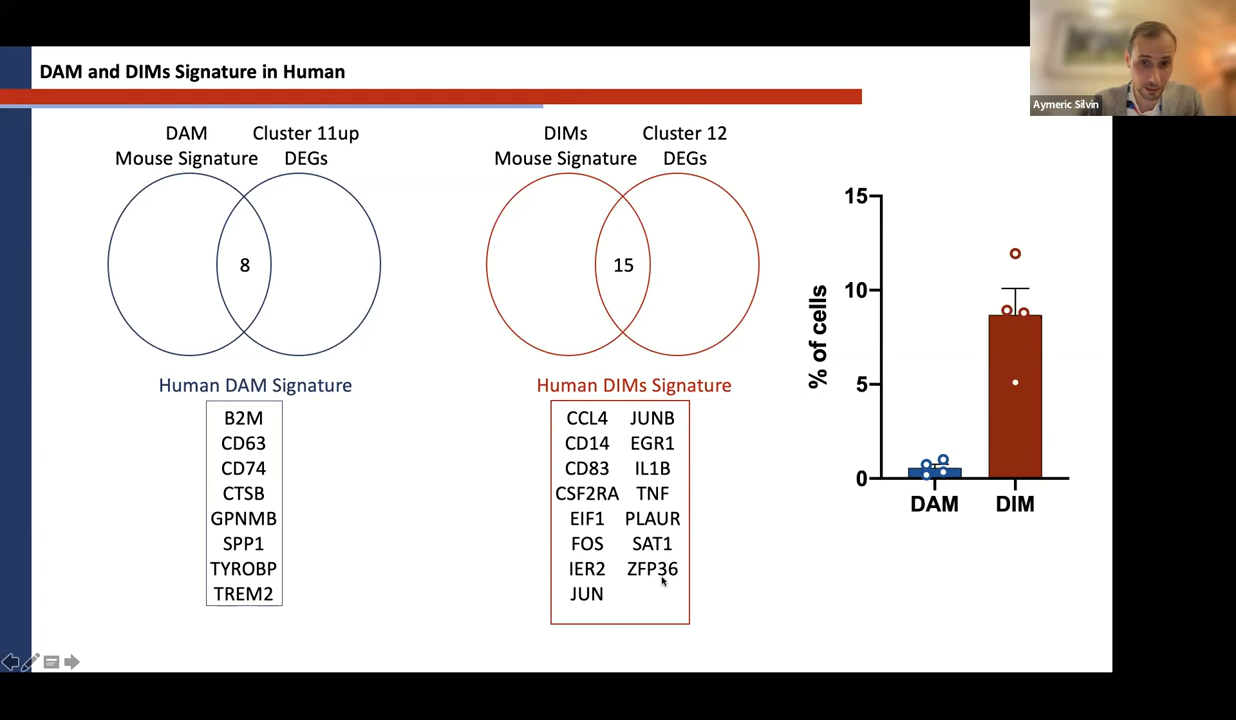 Aymeric Silvin
DAM and DIMs Signature in Human
DAM
Mouse Signature
Cluster 11up
DEGs
8
Human DAM Signature
B2M
CD63
CD74
CTSB
GPNMB
SPP1
TYROBP
TREM2
DIMs
Mouse Signature
Cluster 12
DEGs
15
Human DIMs Signature
CCL4 JUNB
CD14 EGR1
CD83 IL1B
CSF2RA TNF
EIF1 PLAUR
FOS SAT1
IER2 ZFP36
JUN
% of cells
15
10
5
0
DAM DIM